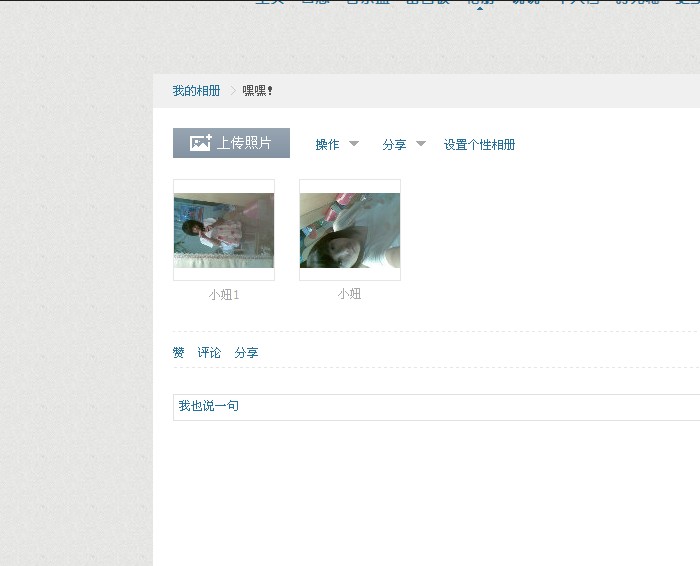 我的相册 嘿嘿！
上传照片 操作 分享 设置个性相册
小妞1 小妞
赞 评论 分享
我也说一句